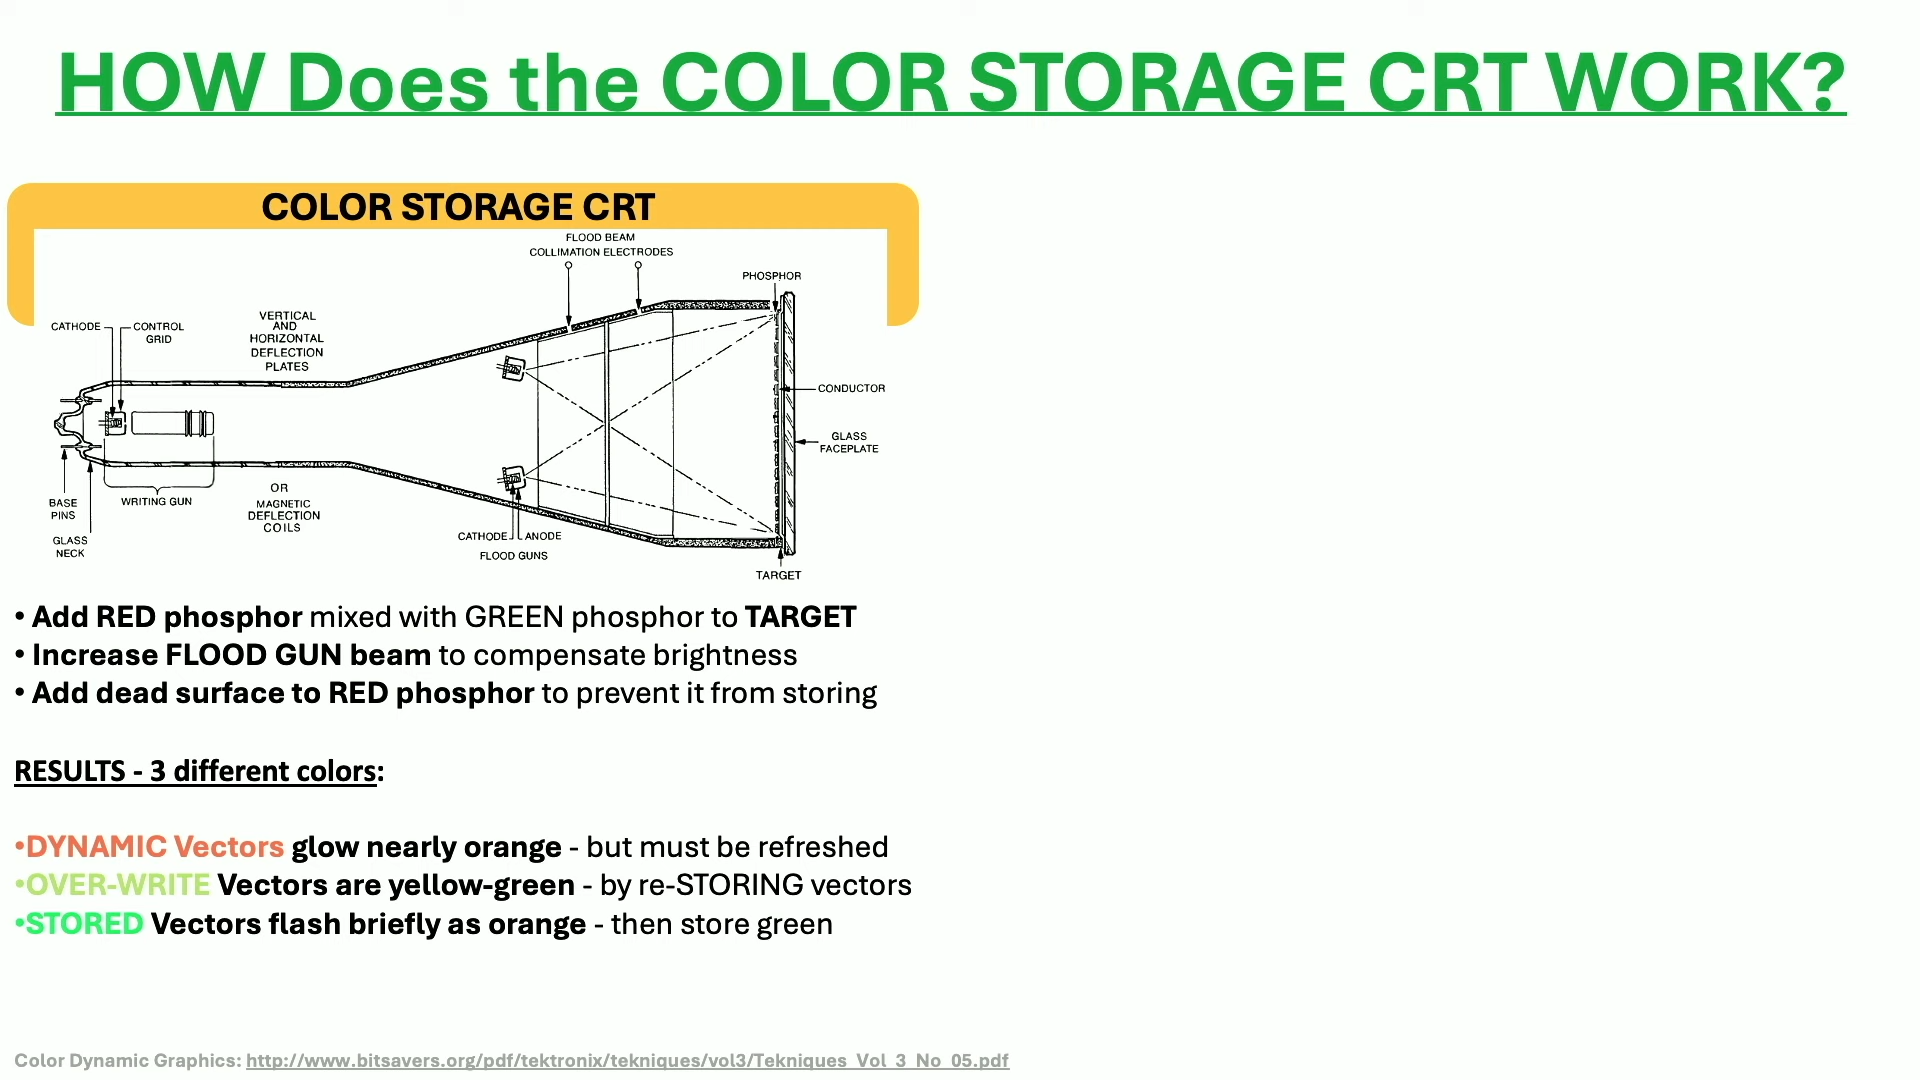 HOW Does the COLOR STORAGE CRT WORK?
COLOR STORAGE CRT
FLOOD BEAM
COLLIMATION ELECTRODES
PHOSPHOR
CATHODE
CONTROL
GRID
VERTICAL
AND
HORIZONTAL
DEFLECTION
PLATES
CONDUCTOR
GLASS
FACEPLATE
BASE
PINS
WRITING GUN
OR
MAGNETIC
DEFLECTION
COILS
GLASS
NECK
CATHODE
ANODE
FLOOD GUNS
TARGET
• Add RED phosphor mixed with GREEN phosphor to TARGET
• Increase FLOOD GUN beam to compensate brightness
• Add dead surface to RED phosphor to prevent it from storing
RESULTS - 3 different colors:
•DYNAMIC Vectors glow nearly orange - but must be refreshed
•OVER-WRITE Vectors are yellow-green - by re-STORING vectors
•STORED Vectors flash briefly as orange - then store green
Color Dynamic Graphics: http://www.bitsavers.org/pdf/tektronix/tekniques/vol3/Tekniques_Vol_3_No_05.pdf